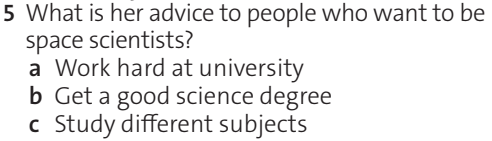 5 What is her advice to people who want to be
space scientists?
a Work hard at university
b Get a good science degree
c Study different subjects